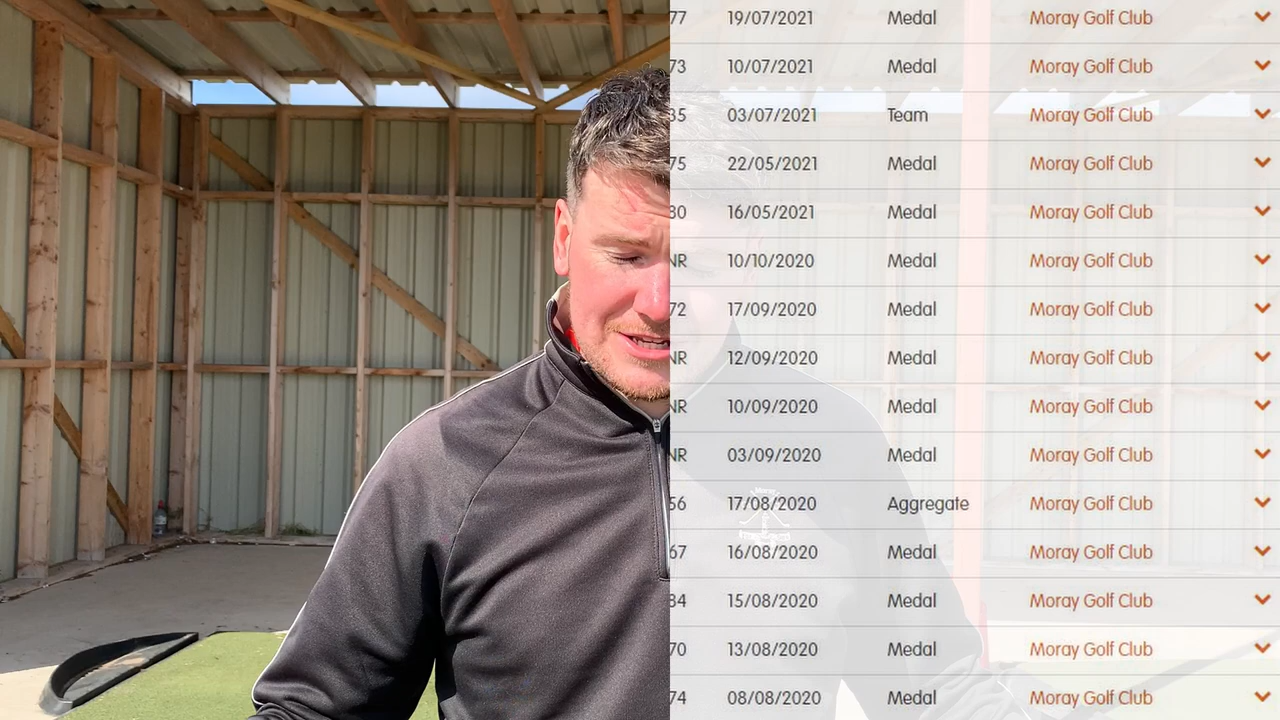 77 19/07/2021 Medal Moray Golf Club
73 10/07/2021 Medal Moray Golf Club
35 03/07/2021 Team Moray Golf Club
75 22/05/2021 Medal Moray Golf Club
80 16/05/2021 Medal Moray Golf Club
NR 10/10/2020 Medal Moray Golf Club
72 17/09/2020 Medal Moray Golf Club
NR 12/09/2020 Medal Moray Golf Club
NR 10/09/2020 Medal Moray Golf Club
NR 03/09/2020 Medal Moray Golf Club
56 17/08/2020 Aggregate Moray Golf Club
67 16/08/2020 Medal Moray Golf Club
84 15/08/2020 Medal Moray Golf Club
70 13/08/2020 Medal Moray Golf Club
74 08/08/2020 Medal Moray Golf Club